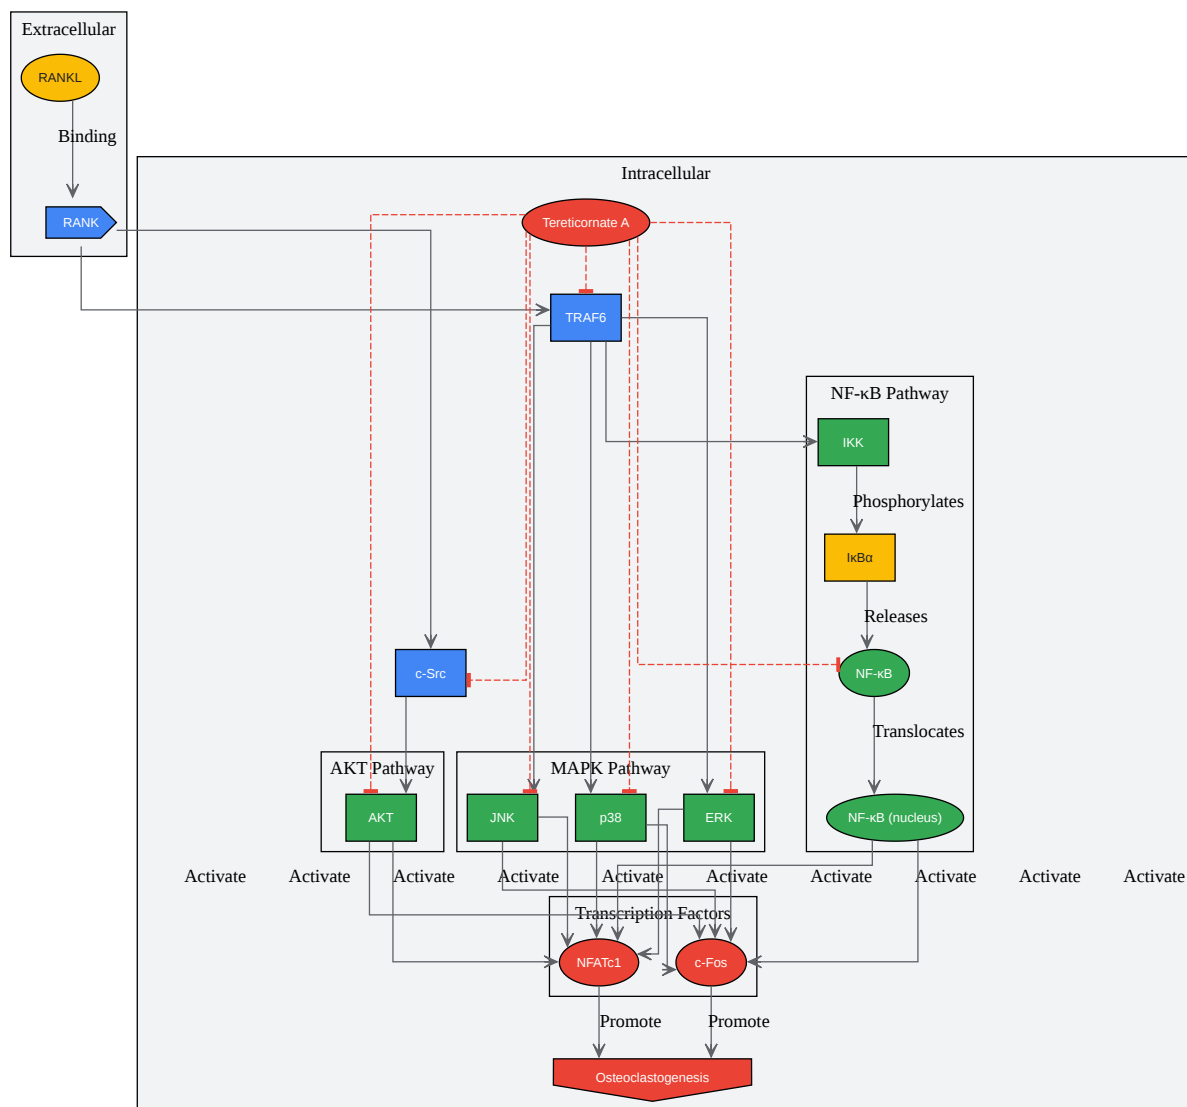 Extracellular
RANKL
Binding
RANK
Intracellular
Tereticornate A
TRAF6
NF-κB Pathway
IKK
Phosphorylates
IκBα
Releases
c-Src
NF-κB
Translocates
AKT Pathway
MAPK Pathway
AKT
JNK
p38
ERK
NF-κB (nucleus)
Activate Activate Activate Activate Activate Activate Activate Activate Activate Activate
Transcription Factors
NFATc1
c-Fos
Promote
Promote
Osteoclastogenesis